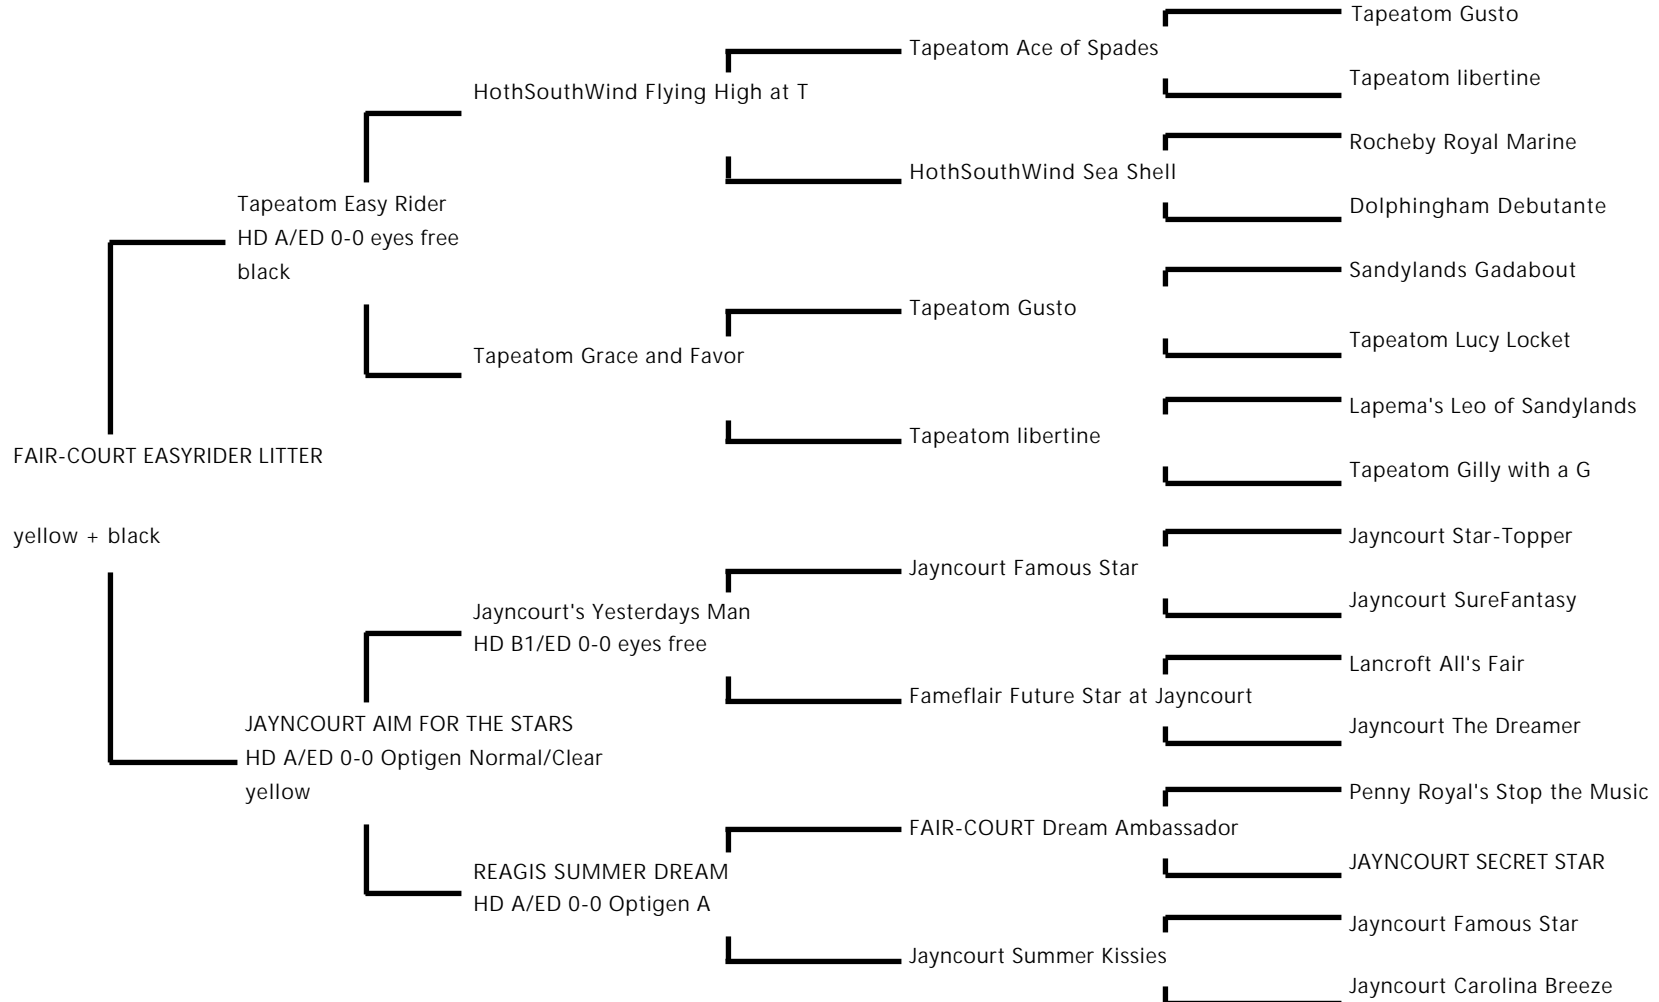 Tapeatom Gusto
Tapeatom Ace of Spades
Tapeatom libertine
HothSouthWind Flying High at T
Rocheby Royal Marine
HothSouthWind Sea Shell
Dolphingham Debutante
Tapeatom Easy Rider
HD A/ED 0-0 eyes free
black
Sandylands Gadabout
Tapeatom Gusto
Tapeatom Lucy Locket
Tapeatom Grace and Favor
Lapema's Leo of Sandylands
Tapeatom libertine
Tapeatom Gilly with a G
FAIR-COURT EASYRIDER LITTER
yellow + black
Jayncourt Star-Topper
Jayncourt Famous Star
Jayncourt SureFantasy
Jayncourt's Yesterdays Man
HD B1/ED 0-0 eyes free
Lancroft All's Fair
Fameflair Future Star at Jayncourt
Jayncourt The Dreamer
JAYNCOURT AIM FOR THE STARS
HD A/ED 0-0 Optigen Normal/Clear
yellow
Penny Royal's Stop the Music
FAIR-COURT Dream Ambassador
JAYNCOURT SECRET STAR
REAGIS SUMMER DREAM
HD A/ED 0-0 Optigen A
Jayncourt Famous Star
Jayncourt Summer Kissies
Jayncourt Carolina Breeze